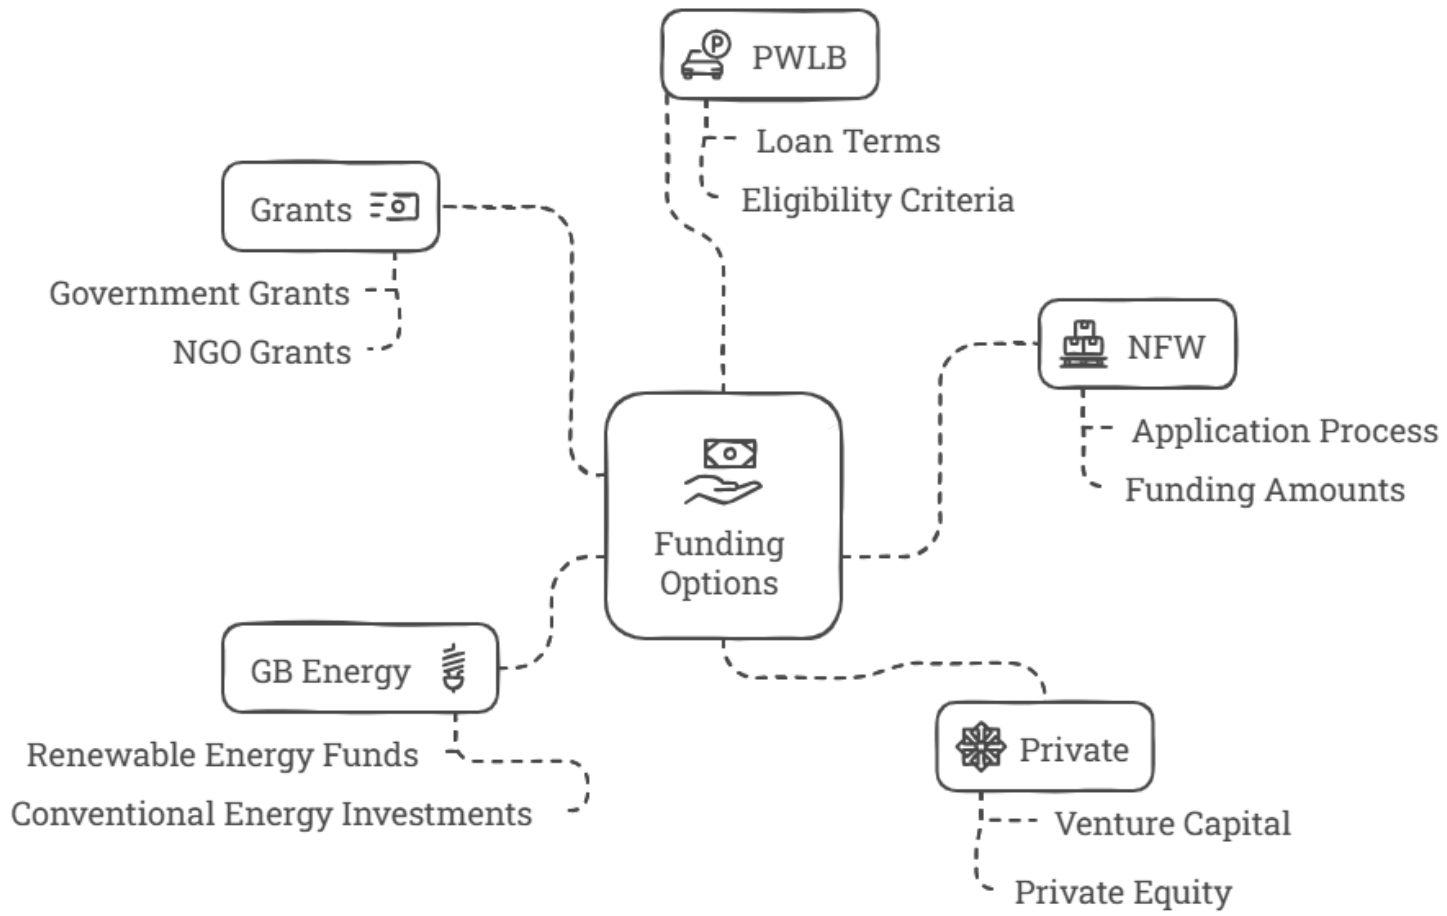 PWLB
Loan Terms
Eligibility Criteria
Grants
Government Grants
NGO Grants
NFW
Application Process
Funding Amounts
Funding
Options
GB Energy
Renewable Energy Funds
Conventional Energy Investments
Private
Venture Capital
Private Equity